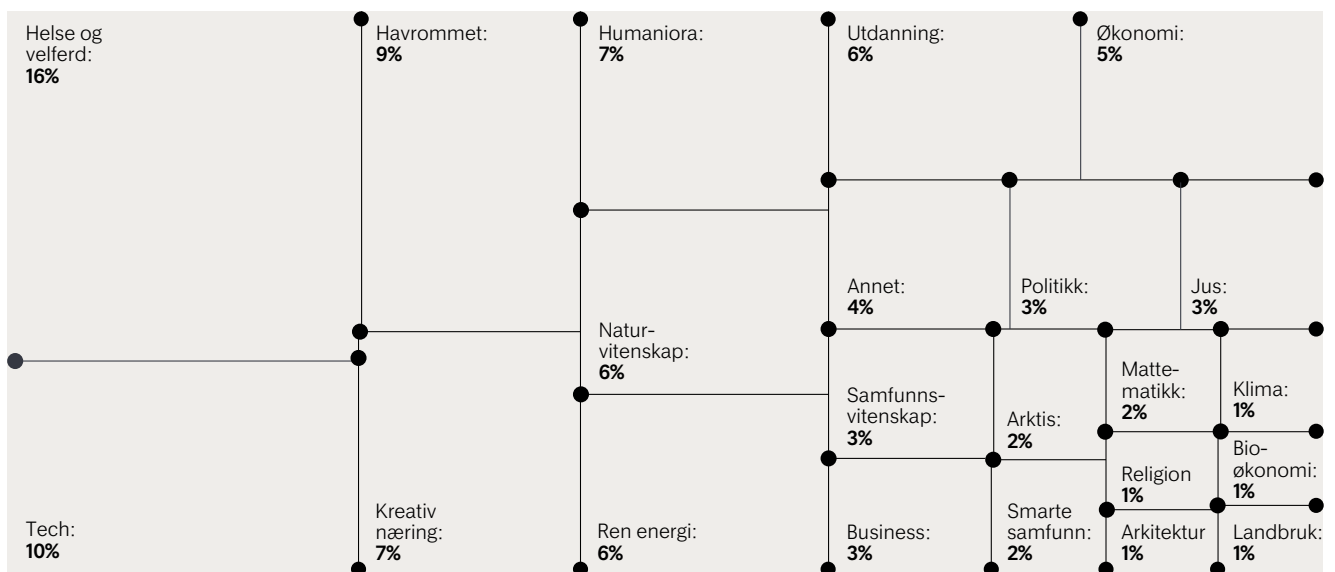 Helse og
velferd:
16%
Havrommet:
9%
Humaniora:
7%
Utdanning:
6%
Økonomi:
5%
Annet:
4%
Politikk:
3%
Jus:
3%
Natur-
vitenskap:
6%
Samfunns-
vitenskap:
3%
Arktis:
2%
Matte-
matikk:
2%
Klima:
1%
Religion
1%
Bio-
økonomi:
1%
Tech:
10%
Kreativ
næring:
7%
Ren energi:
6%
Business:
3%
Smarte
samfunn:
2%
Arkitektur
1%
Landbruk:
1%